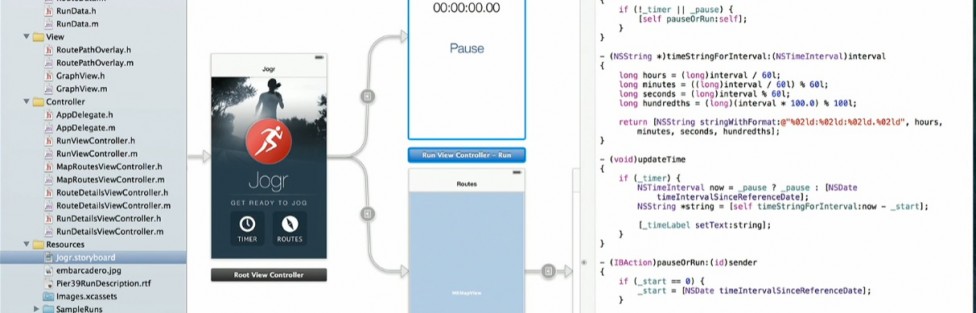 RunData.h
RunData.m
View
RoutePathOverlay.h
RoutePathOverlay.m
GraphView.h
GraphView.m
Controller
AppDelegate.h
AppDelegate.m
RunViewController.h
RunViewController.m
MapRoutesViewController.h
MapRoutesViewController.m
RouteDetailsViewController.h
RouteDetailsViewController.m
RunDetailsViewController.h
RunDetailsViewController.m
Resources
Jogr.storyboard
embarcadero.jpg
Pier39RunDescription.rtf
Images.xcassets
SampleRuns
Jogr
Jogr
GET READY TO JOG
TIMER
ROUTES
Root View Controller
00:00:00.00
Pause
Run View Controller – Run
Routes
MKMapView
if (!_timer || _pause) {
[self pauseOrRun:self];
}
}
- (NSString *)timeStringForInterval:(NSTimeInterval)interval
{
long hours = (long)interval / 60l;
long minutes = ((long)interval / 60l) % 60l;
long seconds = (long)interval % 60l;
long hundredths = (long)(interval * 100.0) % 100l;
return [NSString stringWithFormat:@"%02ld:%02ld:%02ld.%02ld", hours,
minutes, seconds, hundredths];
}
- (void)updateTime
{
if (_timer) {
NSTimeInterval now = _pause ? _pause : [NSDate
timeIntervalSinceReferenceDate];
NSString *string = [self timeStringForInterval:now - _start];
[_timeLabel setText:string];
}
}
- (IBAction)pauseOrRun:(id)sender
{
if (_start == 0) {
_start = [NSDate timeIntervalSinceReferenceDate];
}